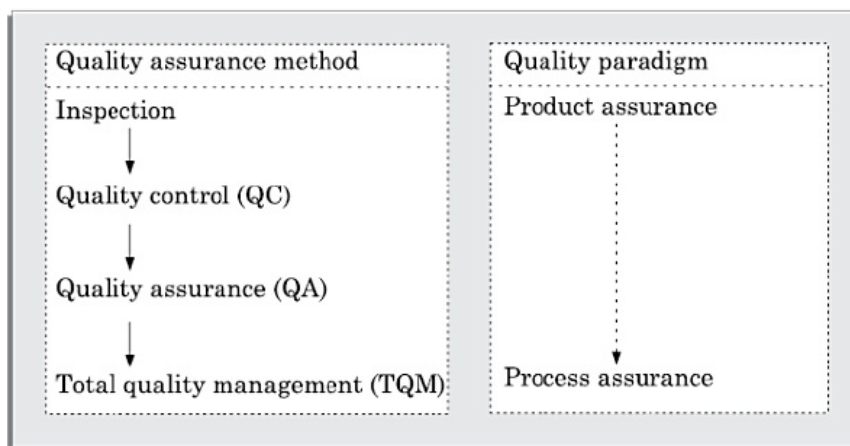 Quality assurance method
Inspection
Quality control (QC)
Quality assurance (QA)
Total quality management (TQM)
Quality paradigm
Product assurance
Process assurance